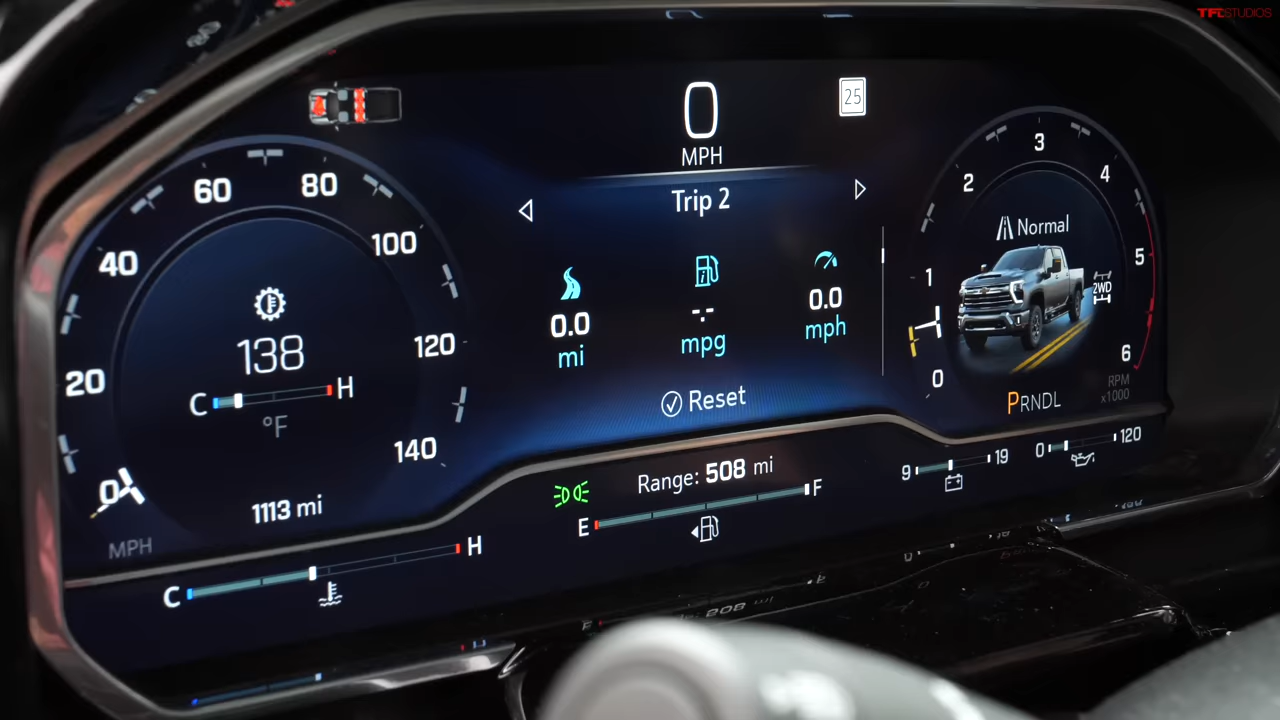 TFLSTUDIOS
0
MPH
25
Trip 2
0.0
mi
-.-
mpg
0.0
mph
Reset
0
20
40
60
80
100
120
140
MPH
138
C H
°F
1113 mi
0
1
2
3
4
5
6
RPM
x1000
Normal
2WD
PRNDL
Range: 508 mi
E F
C H
9 19
0 120